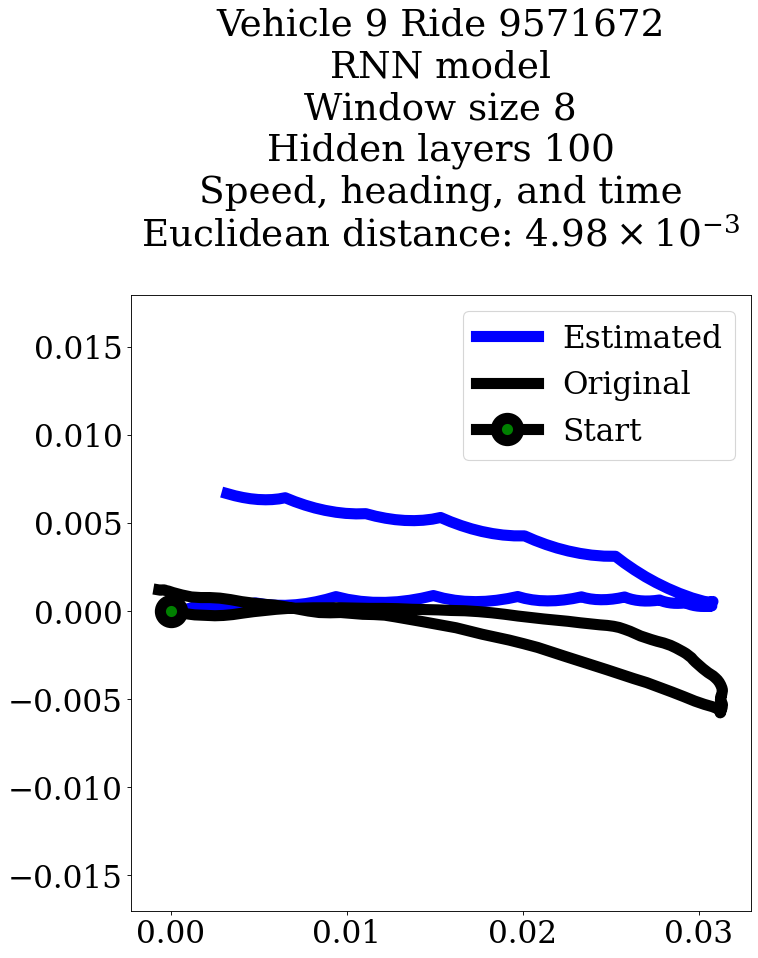 Vehicle 9 Ride 9571672
RNN model
Window size 8
Hidden layers 100
Speed, heading, and time
Euclidean distance: 4.98 × 10⁻³
Estimated
Original
Start
0.015
0.010
0.005
0.000
−0.005
−0.010
−0.015
0.00 0.01 0.02 0.03